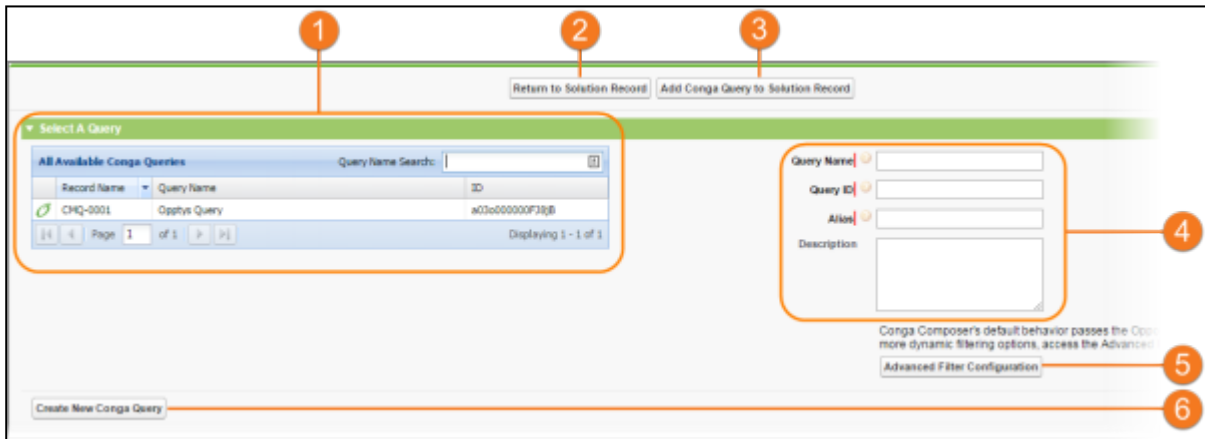 1
2
3
Return to Solution Record Add Conga Query to Solution Record
Select A Query
All Available Conga Queries Query Name Search:
Record Name Query Name ID
CMQ-0001 Opptys Query
Page 1 of 1 Displaying 1 - 1 of 1
Query Name
Query ID
Alias
Description
4
Conga Composer's default behavior passes the
more dynamic filtering options, access the Advanced
Advanced Filter Configuration
5
Create New Conga Query
6